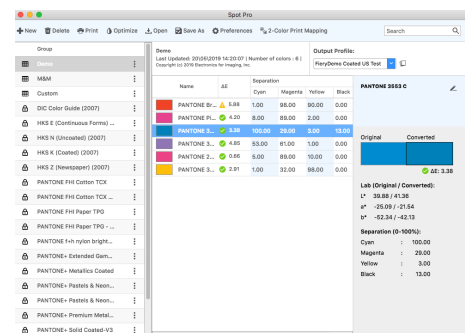 Spot Pro
New Delete Print Optimize Open Save As Preferences 2-Color Print Mapping Search
Group
Demo
M&M
Custom
DIC Color Guide (2007)
HKS E (Continuous Forms) ...
HKS N (Uncoated) (2007)
HKS K (Coated) (2007)
HKS Z (Newspaper) (2007)
PANTONE FHI Cotton TCX
PANTONE FHI Cotton TCX ...
PANTONE FHI Paper TPG
PANTONE FHI Paper TPG - ...
PANTONE f+h nylon bright...
PANTONE+ Extended Gam...
PANTONE+ Metallics Coated
PANTONE+ Pastels & Neon...
PANTONE+ Pastels & Neon...
PANTONE+ Premium Metal...
PANTONE+ Solid Coated-V3
Demo
Last Updated: 20\05\2019 14:20:07 | Number of colors : 6 |
Copyright (c) 2019 Electronics for Imaging, Inc.
Output Profile:
FieryDemo Coated US Test
Separation
Name ΔE Cyan Magenta Yellow Black
PANTONE Br... 5.88 1.00 98.00 90.00 0.00
PANTONE Pl... 4.20 8.00 89.00 2.00 0.00
PANTONE 3... 3.38 100.00 29.00 3.00 13.00
PANTONE 3... 4.85 53.00 61.00 1.00 0.00
PANTONE 2... 0.66 5.00 89.00 10.00 0.00
PANTONE 3... 2.91 1.00 32.00 98.00 0.00
PANTONE 3553 C
Original Converted
ΔE: 3.38
Lab (Original / Converted):
L* 39.88 / 41.36
a* -25.09 / -21.54
b* -52.34 / -42.13
Separation (0-100%):
Cyan : 100.00
Magenta : 29.00
Yellow : 3.00
Black : 13.00